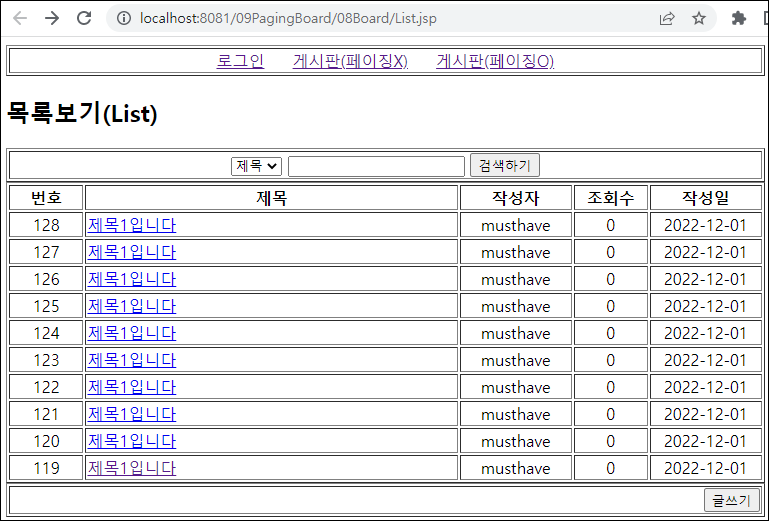 localhost:8081/09PagingBoard/08Board/List.jsp
로그인 게시판(페이징X) 게시판(페이징O)
목록보기(List)
제목 검색하기
번호 제목 작성자 조회수 작성일
128 제목1입니다 musthave 0 2022-12-01
127 제목1입니다 musthave 0 2022-12-01
126 제목1입니다 musthave 0 2022-12-01
125 제목1입니다 musthave 0 2022-12-01
124 제목1입니다 musthave 0 2022-12-01
123 제목1입니다 musthave 0 2022-12-01
122 제목1입니다 musthave 0 2022-12-01
121 제목1입니다 musthave 0 2022-12-01
120 제목1입니다 musthave 0 2022-12-01
119 제목1입니다 musthave 0 2022-12-01
글쓰기